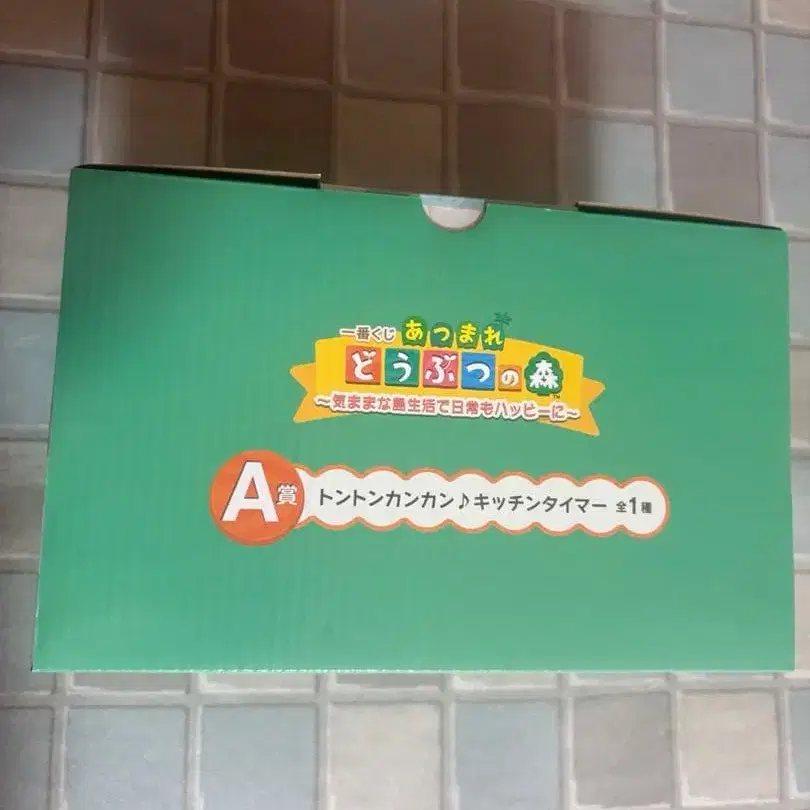 一番くじ あつまれ
どうぶつの森™
～気ままな島生活で日常もハッピーに～
A賞 トントンカンカン♪キッチンタイマー 全1種